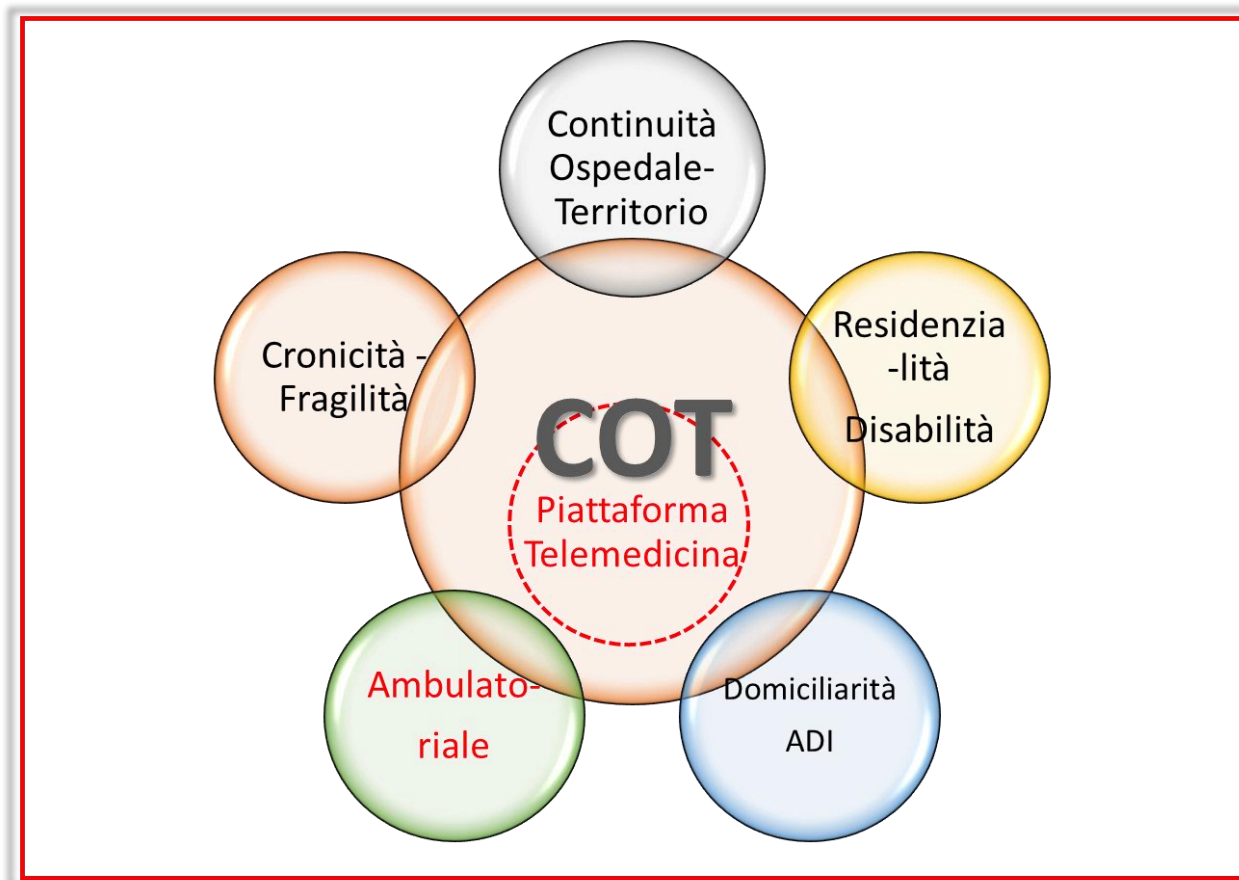 Continuità
Ospedale-
Territorio
Cronicità -
Fragilità
Residenzia
-lità
Disabilità
COT
Piattaforma
Telemedicina
Ambulato-
riale
Domiciliarità
ADI